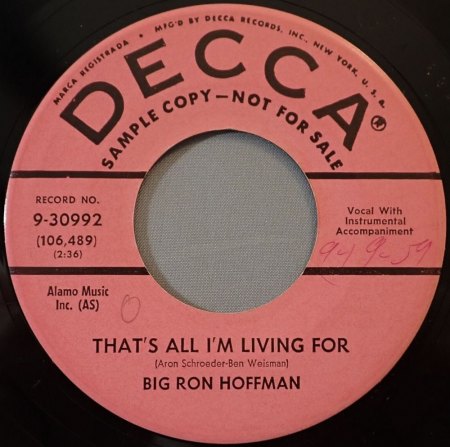 MARCA REGISTRADA • MFG'D BY DECCA RECORDS, INC., NEW YORK, U. S. A.
DECCA®
SAMPLE COPY—NOT FOR SALE
RECORD NO.
9-30992
(106,489)
(2:36)
Vocal With
Instrumental
Accompaniment
Alamo Music
Inc. (AS)
O
THAT'S ALL I'M LIVING FOR
(Aron Schroeder-Ben Weisman)
BIG RON HOFFMAN